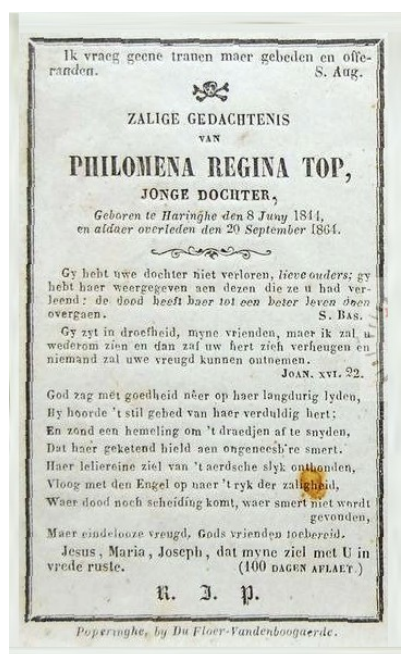 Ik vraeg geene tranen maer gebeden en offe-
randen. S. Aug.
ZALIGE GEDACHTENIS
VAN
PHILOMENA REGINA TOP,
JONGE DOCHTER,
Geboren te Haringhe den 8 Juny 1844,
en aldaer overleden den 20 September 1864.
Gy hebt uwe dochter niet verloren, lieve ouders; gy
hebt haer weergegeven aen dezen die ze u had ver-
leend: de dood heeft haer tot een beter leven doen
overgaen. S. BAS.
Gy zyt in droefheid, myne vrienden, maer ik zal u
wederom zien en dan zal uw hert zich verheugen en
niemand zal uwe vreugd kunnen ontnemen.
JOAN. XVI. 22.
God zag met goedheid nêer op haer langdurig lyden,
Hy hoorde 't stil gebed van haer verduldig hert;
En zond een hemeling om 't draedjen af te snyden,
Dat haer geketend hield aen ongeneesb're smert.
Haer lelierеine ziel van 't aerdsche slyk onthonden,
Vloog met den Engel op naer 't ryk der zaligheid,
Waer dood noch scheiding komt, waer smert niet wordt
gevonden,
Maer eindelooze vreugd, Gods vrienden toebereid.
Jesus, Maria, Joseph, dat myne ziel met U in
vrede ruste. (100 DAGEN AFLAET.)
R. I. P.
Poperinghe, by Du Floer-Vandenboogaerde.